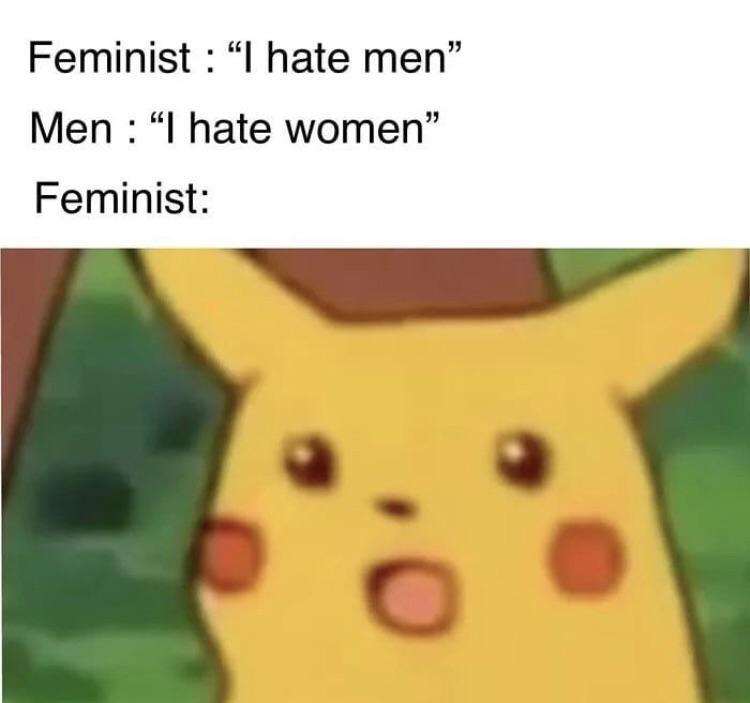 Feminist : “I hate men”
Men : “I hate women”
Feminist: